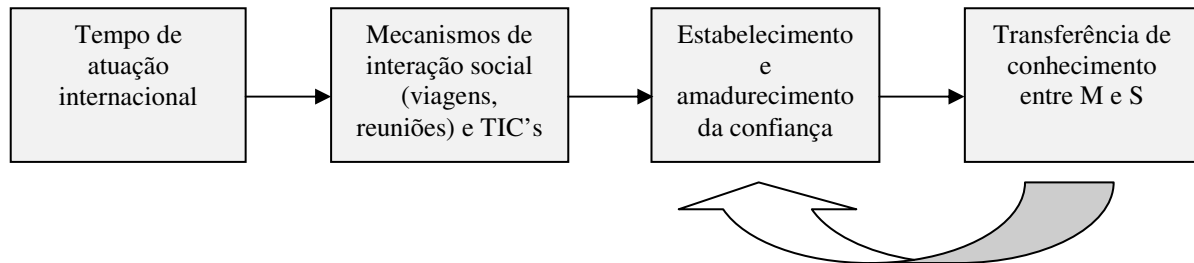 Tempo de
atuação
internacional
Mecanismos de
interação social
(viagens,
reuniões) e TIC’s
Estabelecimento
e
amadurecimento
da confiança
Transferência de
conhecimento
entre M e S